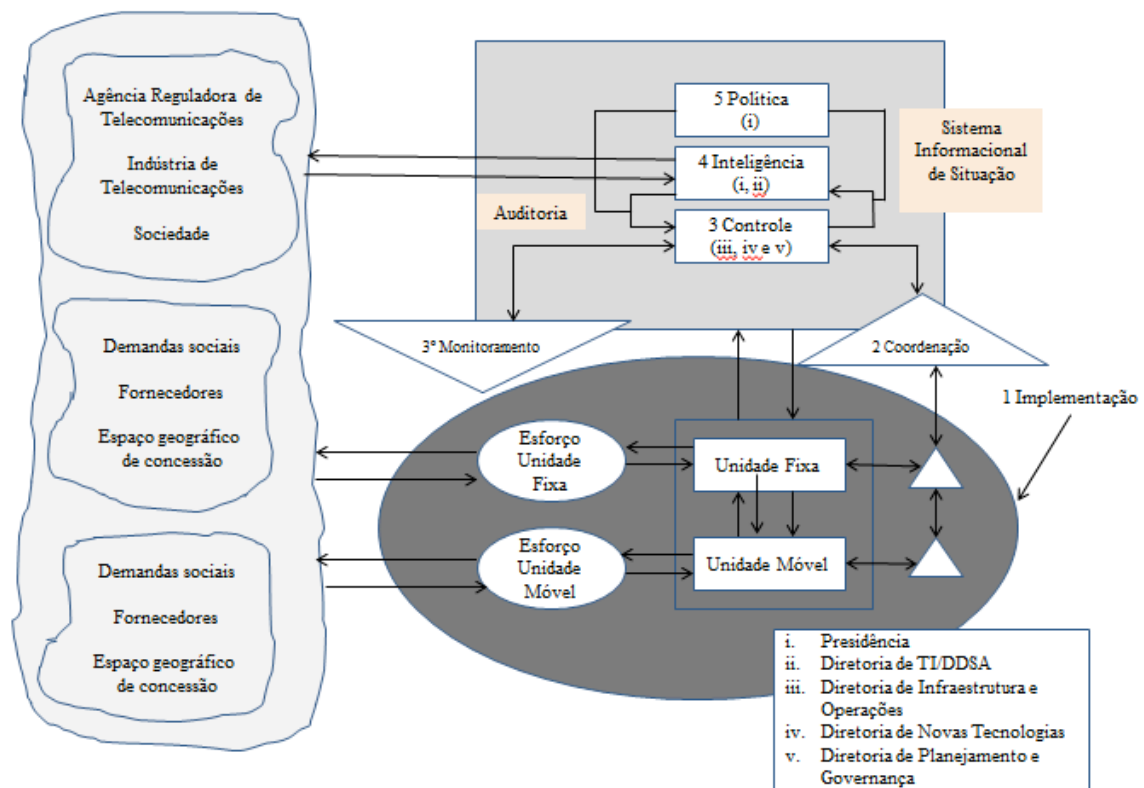 Agência Reguladora de
Telecomunicações
Indústria de
Telecomunicações
Sociedade
Demandas sociais
Fornecedores
Espaço geográfico
de concessão
Demandas sociais
Fornecedores
Espaço geográfico
de concessão
5 Política
(i)
4 Inteligência
(i, ii)
3 Controle
(iii, iv e v)
Auditoria
Sistema
Informacional
de Situação
3º Monitoramento
2 Coordenação
1 Implementação
Esforço
Unidade
Fixa
Unidade Fixa
Esforço
Unidade
Móvel
Unidade Móvel
i. Presidência
ii. Diretoria de TI/DDSA
iii. Diretoria de Infraestrutura e
Operações
iv. Diretoria de Novas Tecnologias
v. Diretoria de Planejamento e
Governança